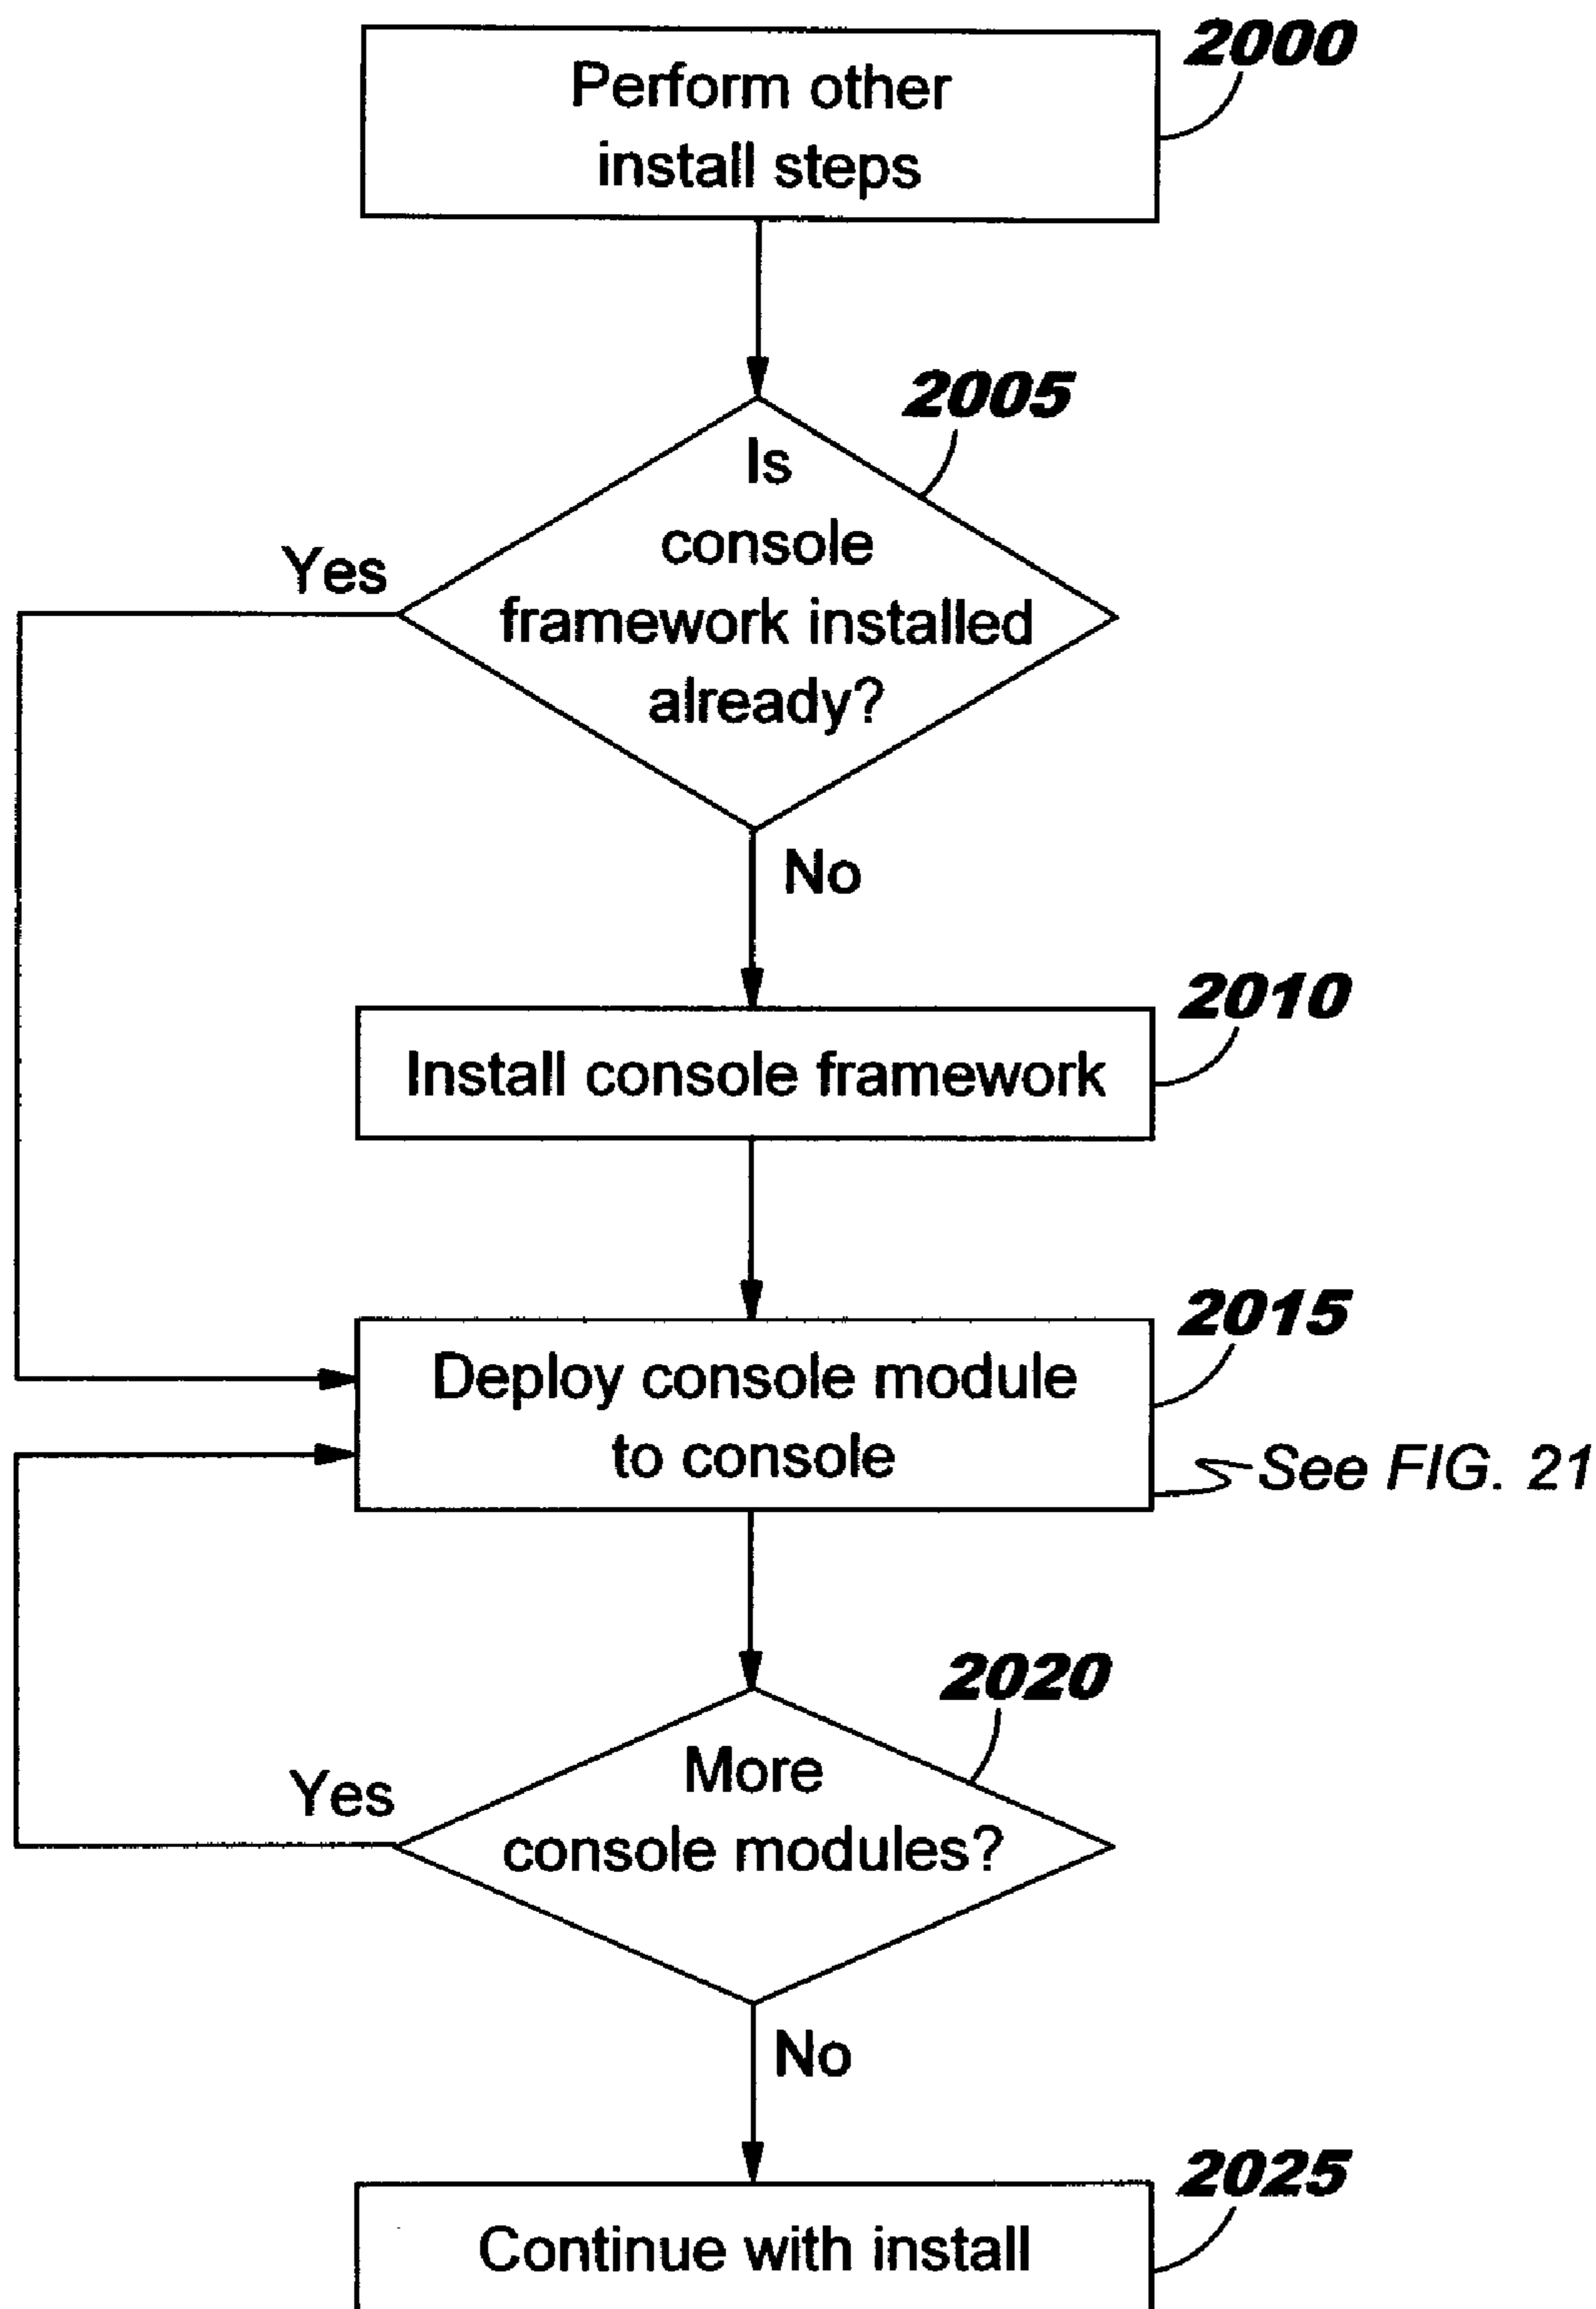 2000
Perform other
install steps
2005
Is
console
framework installed
already?
Yes
No
2010
Install console framework
2015
Deploy console module
to console
See FIG. 21
2020
More
console modules?
Yes
No
2025
Continue with install